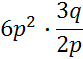 6p² · 3q/2p